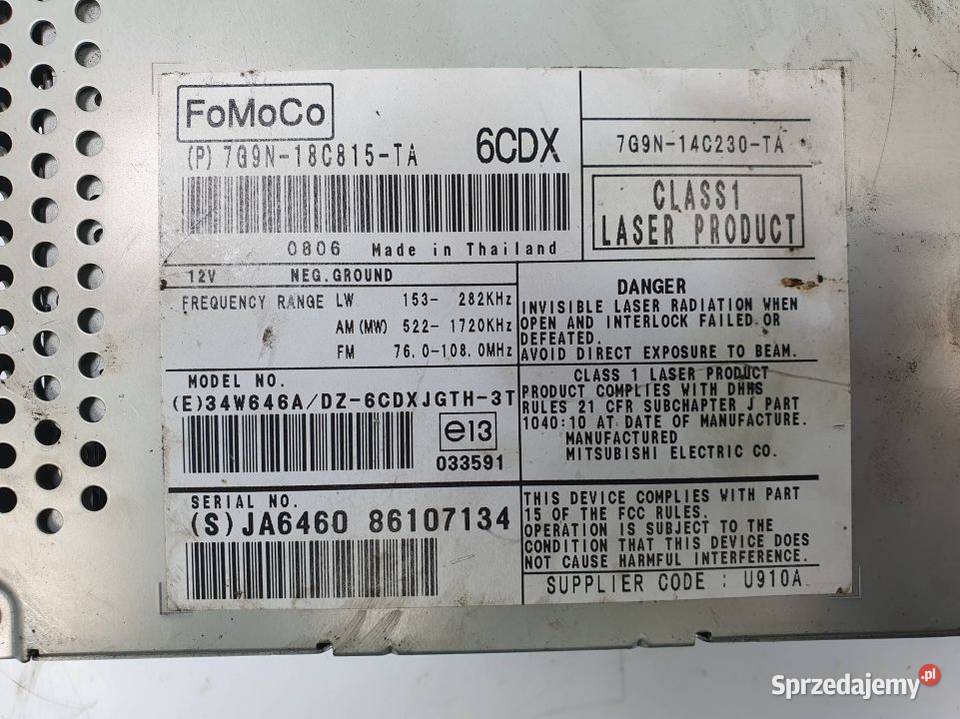 FoMoCo
(P) 7G9N-18C815-TA
6CDX
0806 Made in Thailand
7G9N-14C230-TA
CLASS1
LASER PRODUCT
12V NEG.GROUND
FREQUENCY RANGE LW 153- 282KHz
AM(MW) 522- 1720KHz
FM 76.0-108.0MHz
DANGER
INVISIBLE LASER RADIATION WHEN
OPEN AND INTERLOCK FAILED OR
DEFEATED.
AVOID DIRECT EXPOSURE TO BEAM.
MODEL NO.
(E)34W646A/DZ-6CDXJGTH-3T
e13
033591
CLASS 1 LASER PRODUCT
PRODUCT COMPLIES WITH DHHS
RULES 21 CFR SUBCHAPTER J PART
1040:10 AT DATE OF MANUFACTURE.
MANUFACTURED
MITSUBISHI ELECTRIC CO.
SERIAL NO.
(S)JA6460 86107134
THIS DEVICE COMPLIES WITH PART
15 OF THE FCC RULES.
OPERATION IS SUBJECT TO THE
CONDITION THAT THIS DEVICE DOES
NOT CAUSE HARMFUL INTERFERENCE.
SUPPLIER CODE : U910A
Sprzedajemy.pl